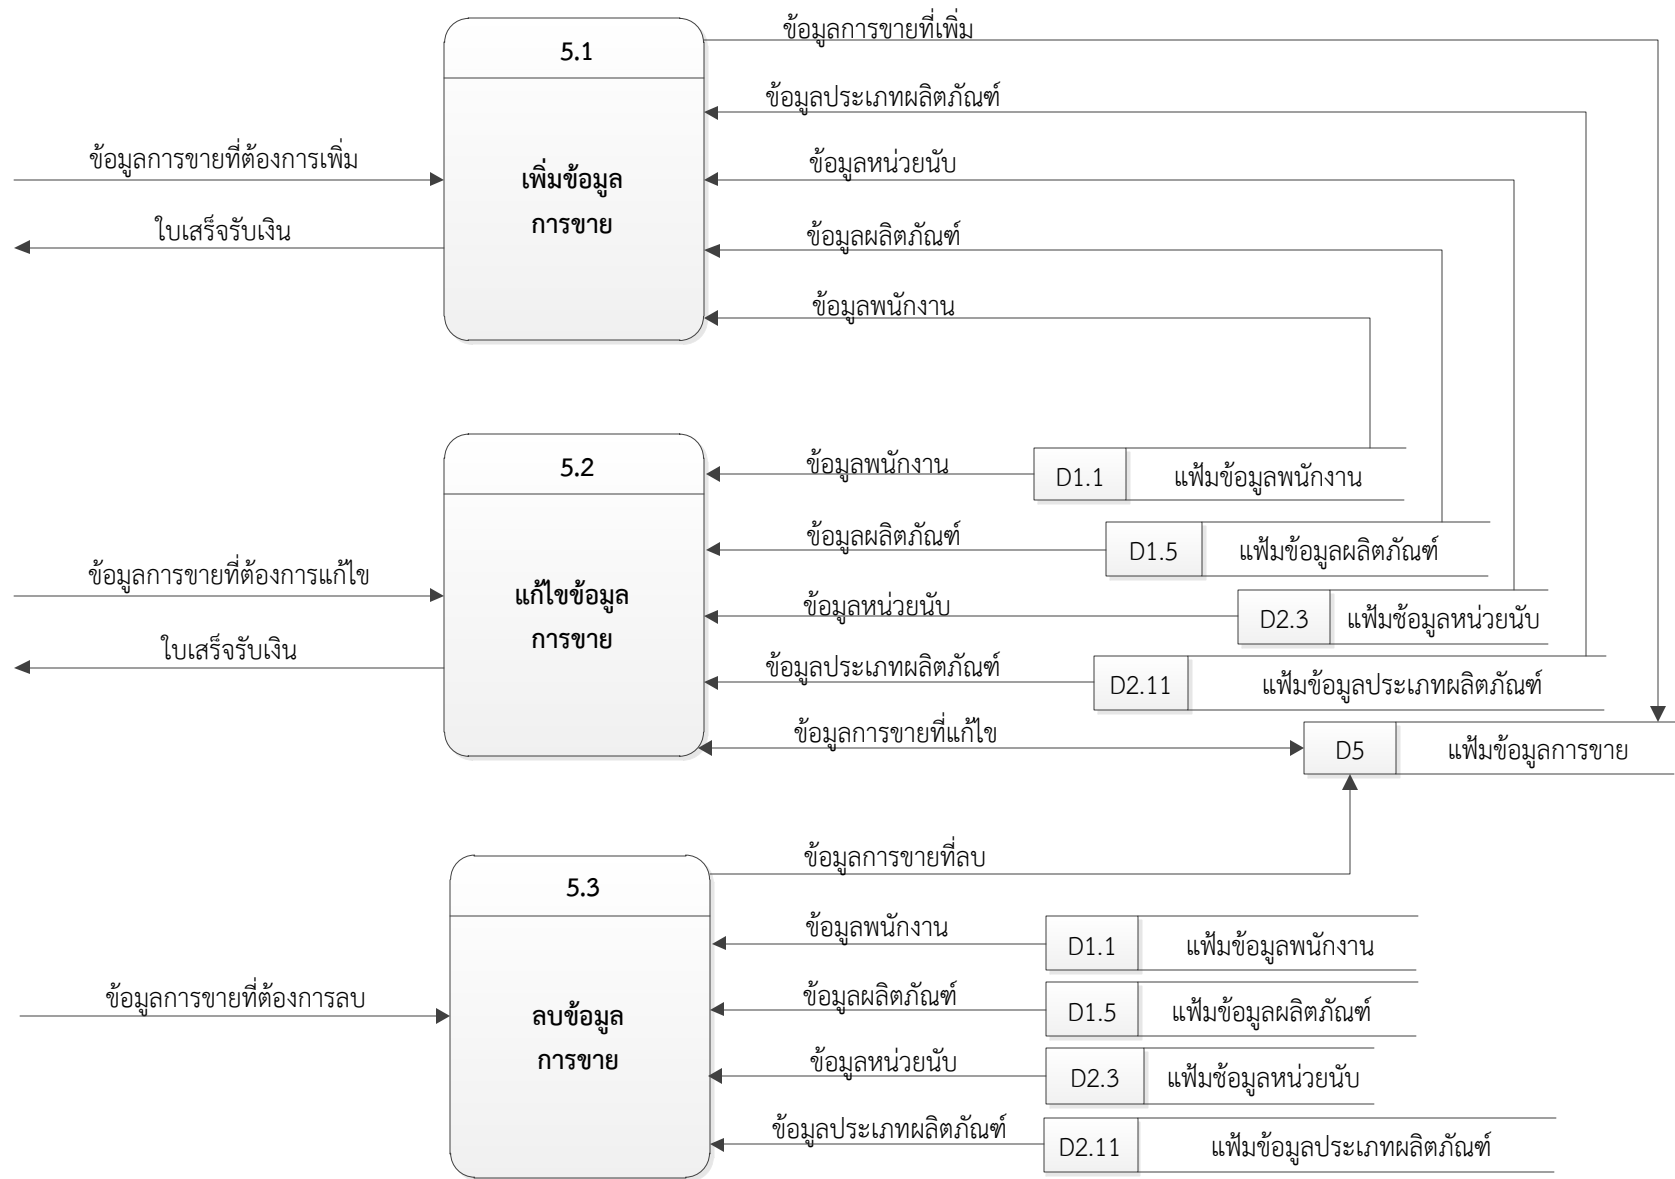 ข้อมูลการขายที่เพิ่ม
5.1
ข้อมูลประเภทผลิตภัณฑ์
ข้อมูลการขายที่ต้องการเพิ่ม
ข้อมูลหน่วยนับ
เพิ่มข้อมูล
การขาย
ใบเสร็จรับเงิน
ข้อมูลผลิตภัณฑ์
ข้อมูลพนักงาน
5.2
ข้อมูลพนักงาน
D1.1
แฟ้มข้อมูลพนักงาน
ข้อมูลผลิตภัณฑ์
D1.5
แฟ้มข้อมูลผลิตภัณฑ์
ข้อมูลการขายที่ต้องการแก้ไข
แก้ไขข้อมูล
การขาย
ข้อมูลหน่วยนับ
D2.3
แฟ้มช้อมูลหน่วยนับ
ใบเสร็จรับเงิน
ข้อมูลประเภทผลิตภัณฑ์
D2.11
แฟ้มข้อมูลประเภทผลิตภัณฑ์
ข้อมูลการขายที่แก้ไข
D5
แฟ้มข้อมูลการขาย
ข้อมูลการขายที่ลบ
5.3
ข้อมูลพนักงาน
D1.1
แฟ้มข้อมูลพนักงาน
ข้อมูลการขายที่ต้องการลบ
ข้อมูลผลิตภัณฑ์
D1.5
แฟ้มข้อมูลผลิตภัณฑ์
ลบข้อมูล
การขาย
ข้อมูลหน่วยนับ
D2.3
แฟ้มช้อมูลหน่วยนับ
ข้อมูลประเภทผลิตภัณฑ์
D2.11
แฟ้มข้อมูลประเภทผลิตภัณฑ์